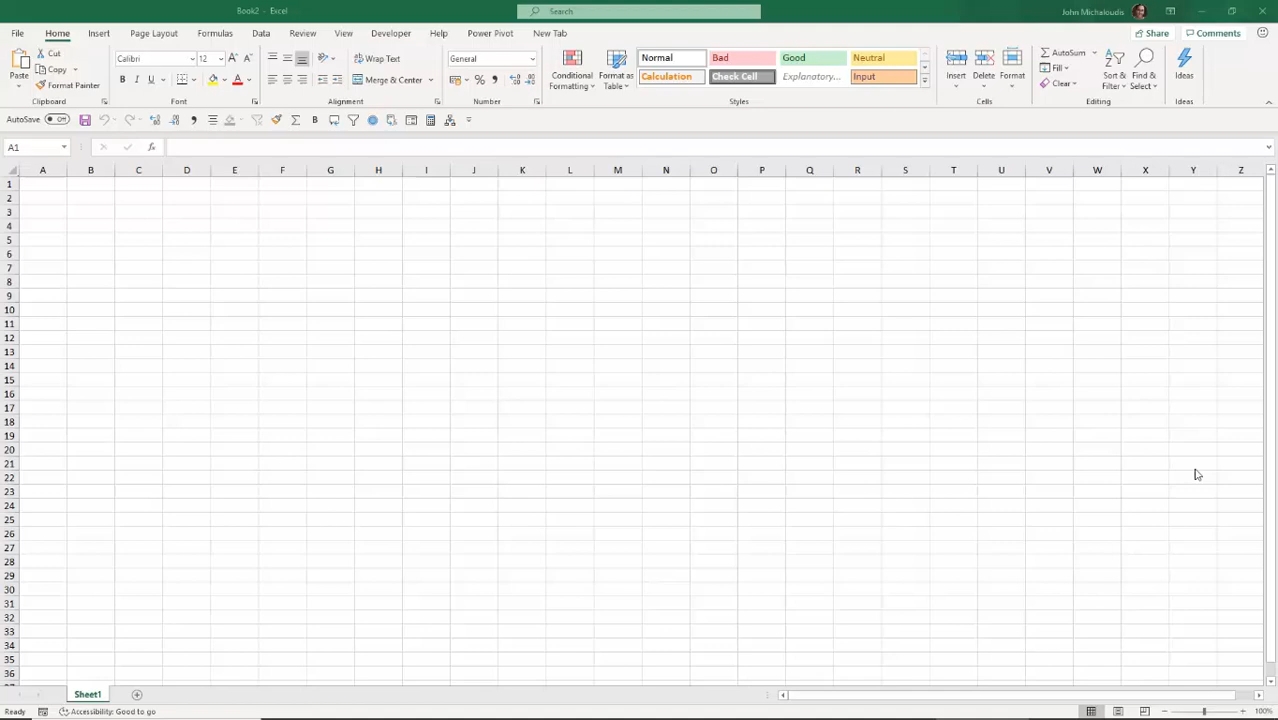 Book2 - Excel
Search
John Michaloudis
File Home Insert Page Layout Formulas Data Review View Developer Help Power Pivot New Tab
Share Comments
Paste
Cut
Copy
Format Painter
Clipboard
Calibri 12
B I U
Font
Wrap Text
Merge & Center
Alignment
General
Number
Conditional
Formatting
Format as
Table
Normal Bad Good Neutral
Calculation Check Cell Explanatory... Input
Styles
Insert Delete Format
Cells
AutoSum
Fill
Clear
Sort &
Filter
Find &
Select
Editing
Ideas
Ideas
AutoSave Off
A1
fx
A B C D E F G H I J K L M N O P Q R S T U V W X Y Z
1
2
3
4
5
6
7
8
9
10
11
12
13
14
15
16
17
18
19
20
21
22
23
24
25
26
27
28
29
30
31
32
33
34
35
36
Sheet1
Ready Accessibility: Good to go
100%